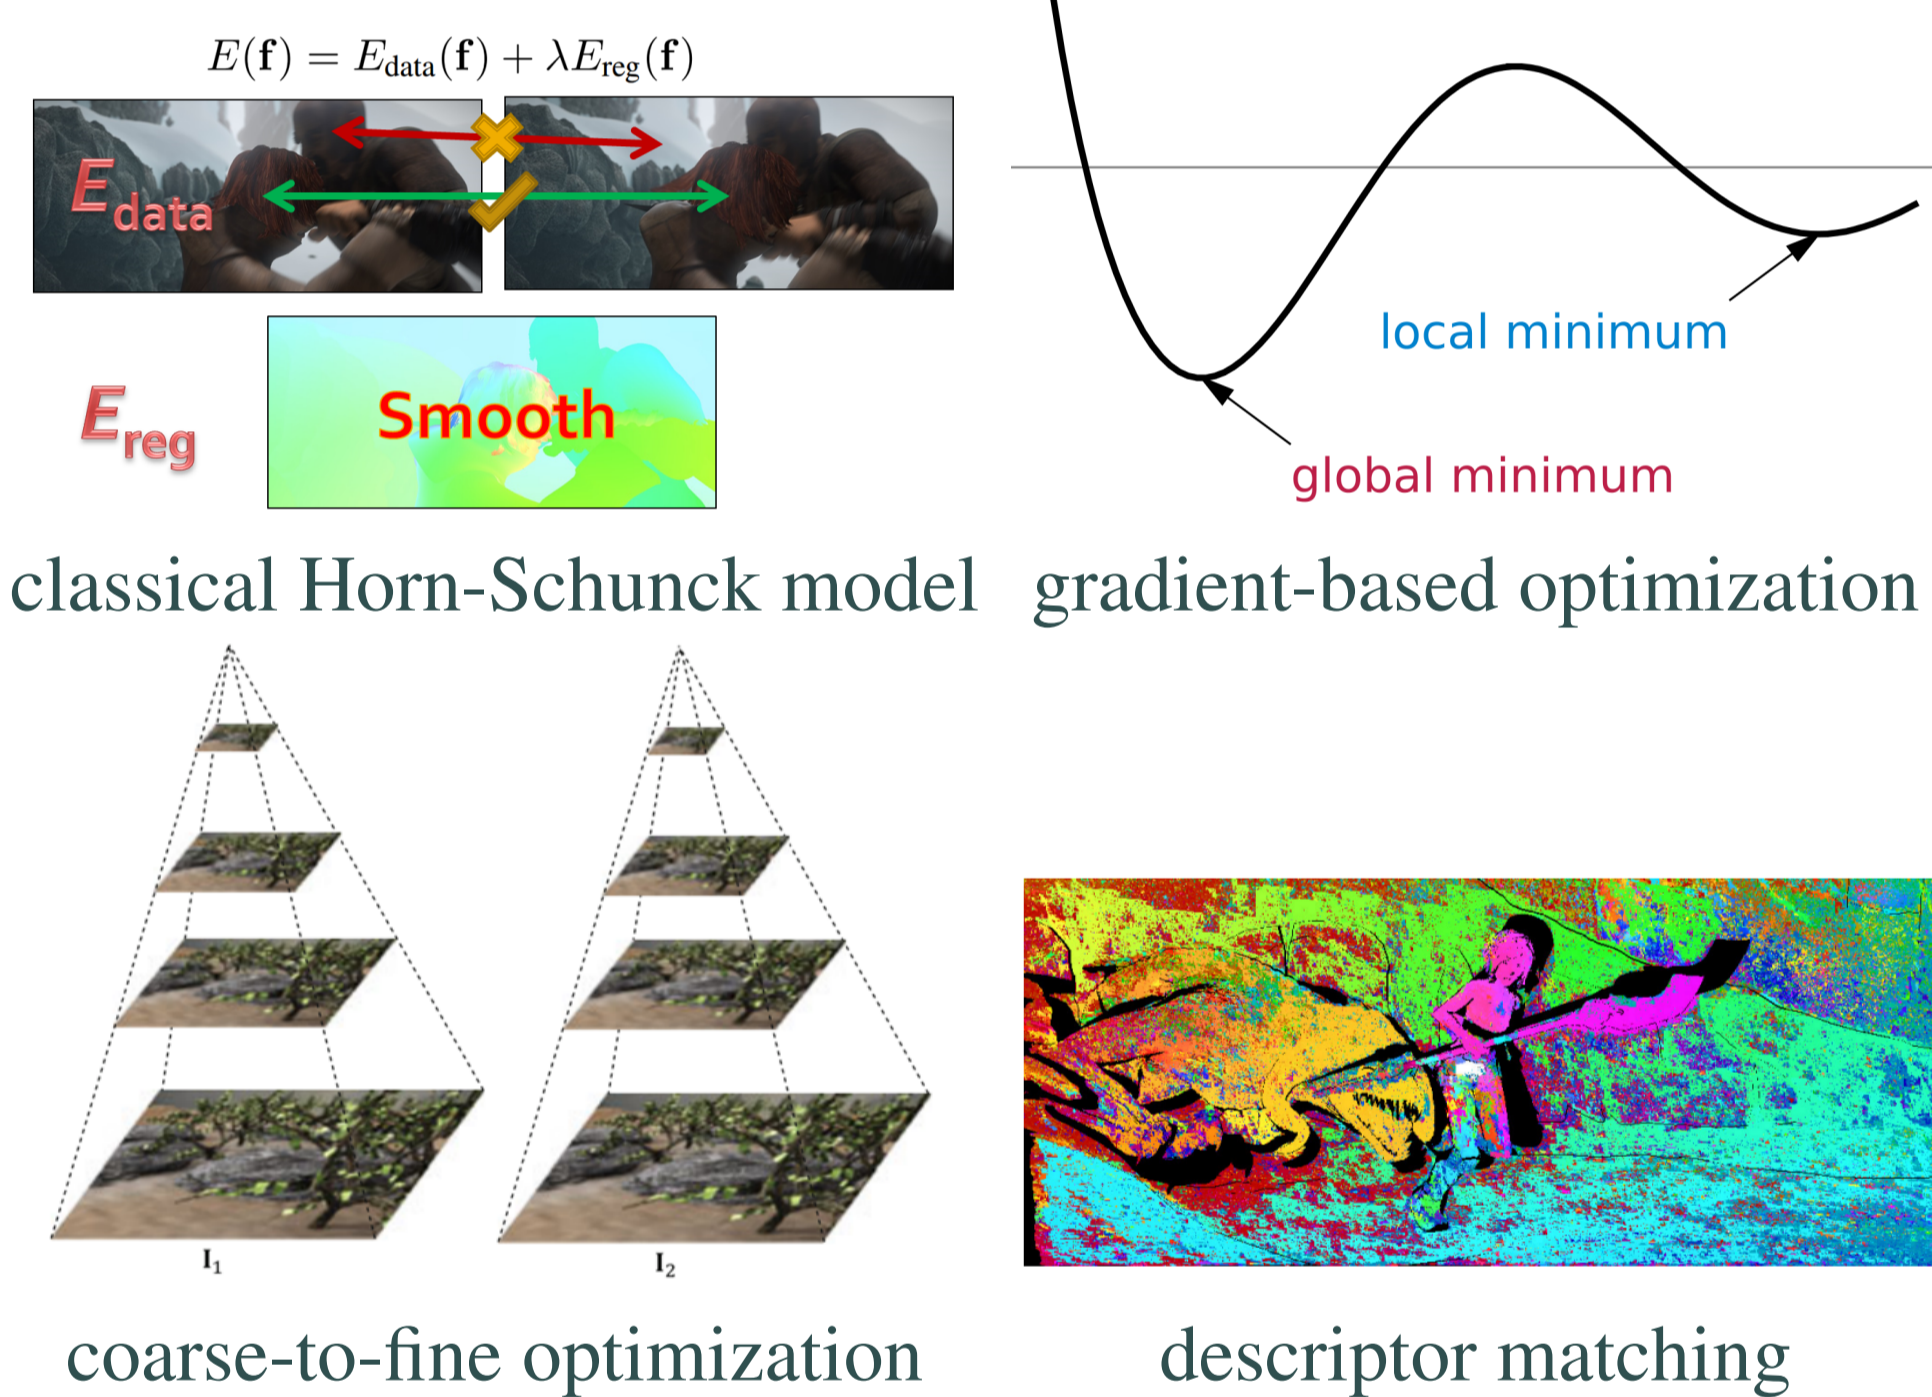 E(f) = E_data(f) + λE_reg(f)
E_data
E_reg
Smooth
classical Horn-Schunck model
local minimum
global minimum
gradient-based optimization
I_1
I_2
coarse-to-fine optimization
descriptor matching